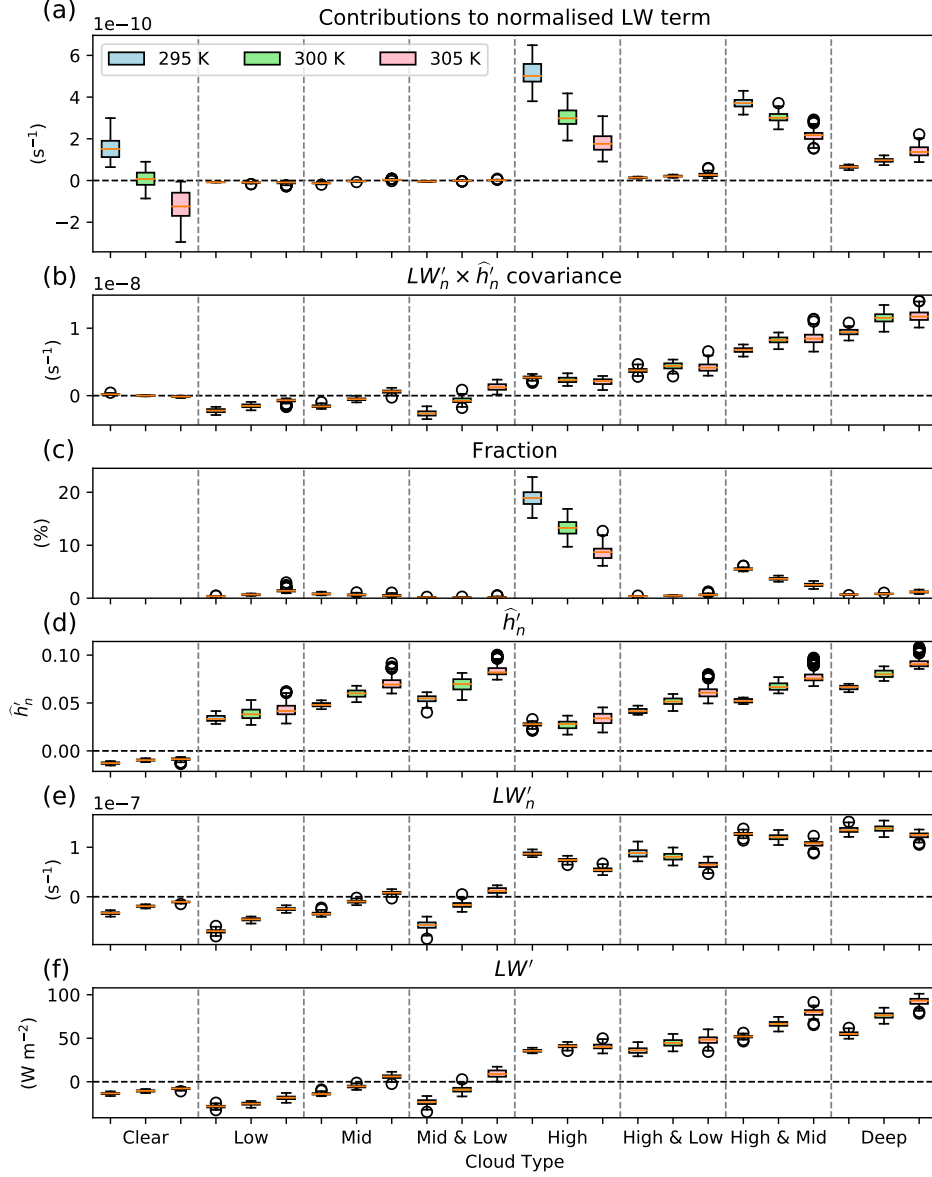 (a)
1e−10
Contributions to normalised LW term
295 K 300 K 305 K
6
4
2
0
−2
(s⁻¹)
(b)
1e−8
LW′ₙ × ĥ′ₙ covariance
1
0
(s⁻¹)
(c)
Fraction
20
10
0
(%)
(d)
ĥ′ₙ
0.10
0.05
0.00
ĥ′ₙ
(e)
1e−7
LW′ₙ
1
0
(s⁻¹)
(f)
LW′
100
50
0
(W m⁻²)
Clear Low Mid Mid & Low High High & Low High & Mid Deep
Cloud Type